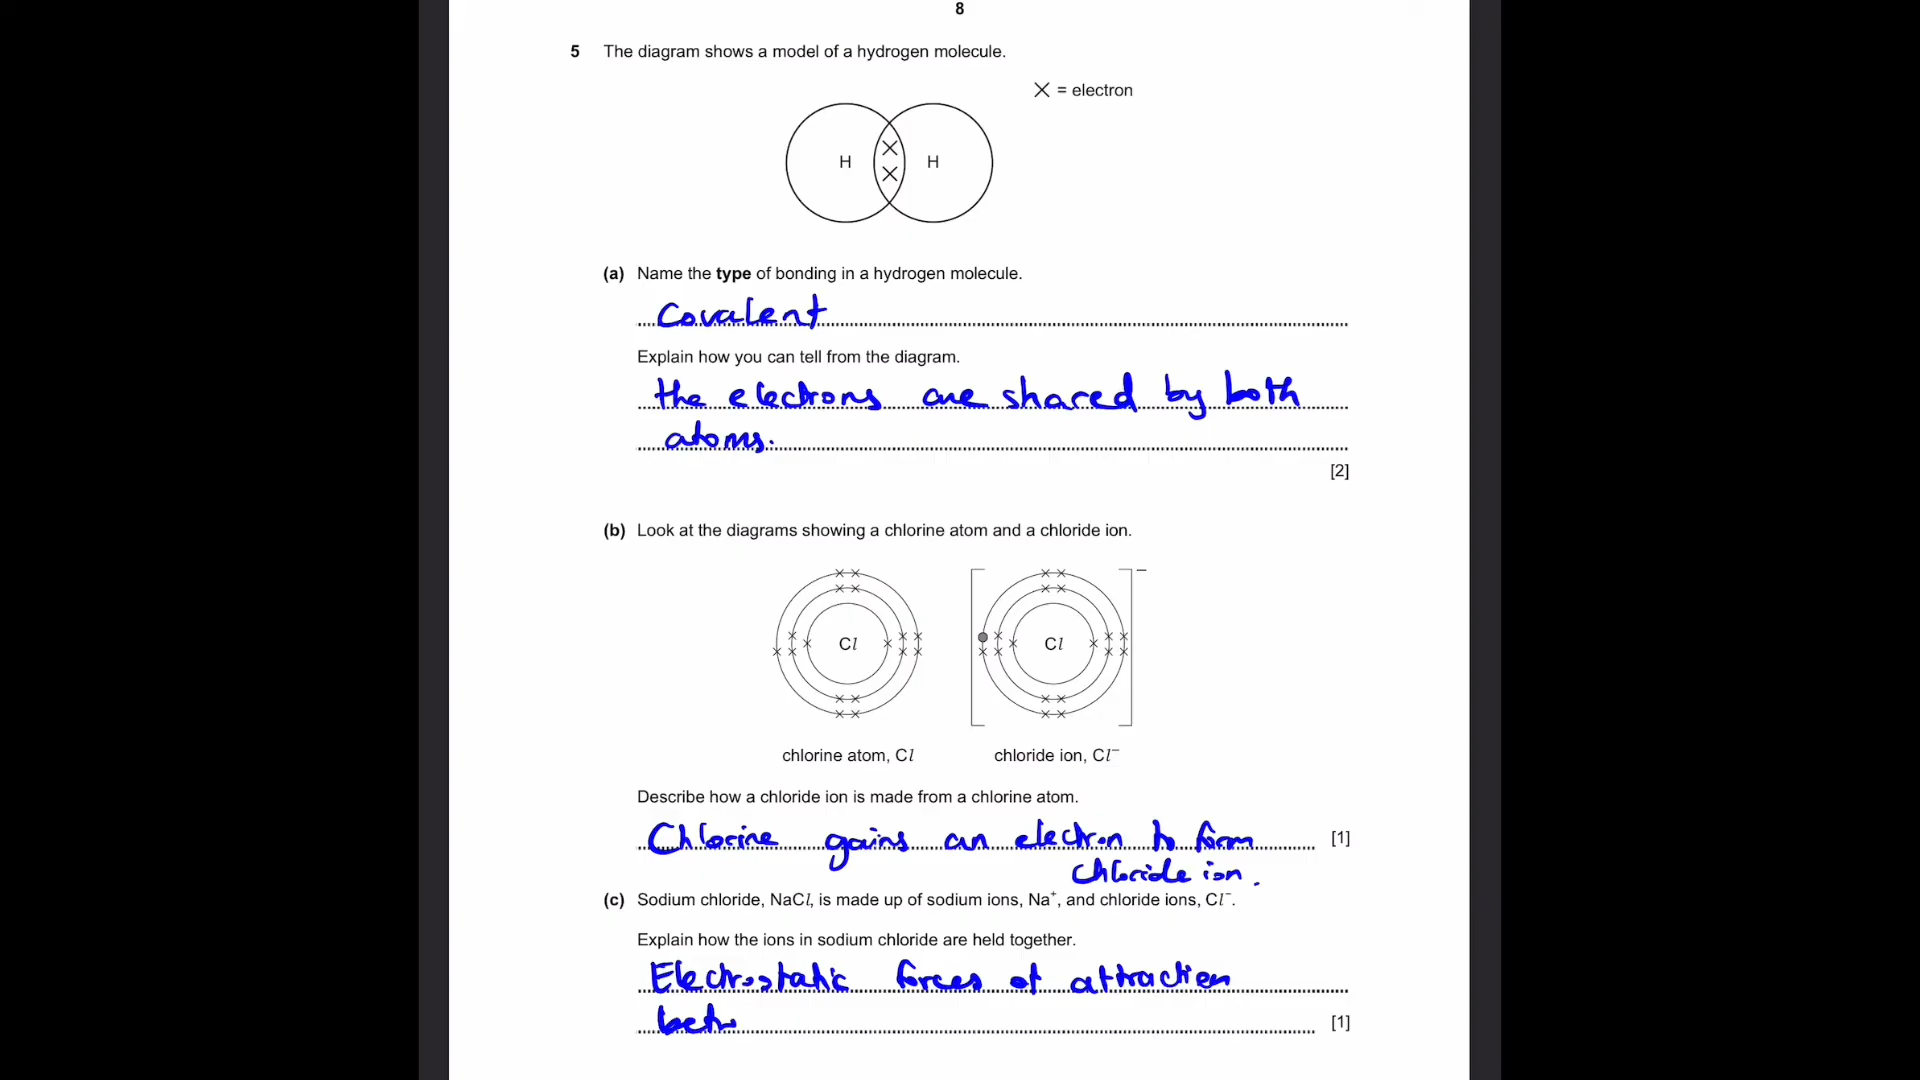 8
5 The diagram shows a model of a hydrogen molecule.
X = electron
H H
(a) Name the type of bonding in a hydrogen molecule.
Covalent
Explain how you can tell from the diagram.
the electrons are shared by both
atoms.
[2]
(b) Look at the diagrams showing a chlorine atom and a chloride ion.
Cl Cl −
chlorine atom, Cl chloride ion, Cl⁻
Describe how a chloride ion is made from a chlorine atom.
Chlorine gains an electron to form [1]
chloride ion.
(c) Sodium chloride, NaCl, is made up of sodium ions, Na⁺, and chloride ions, Cl⁻.
Explain how the ions in sodium chloride are held together.
Electrostatic forces of attraction
betw [1]